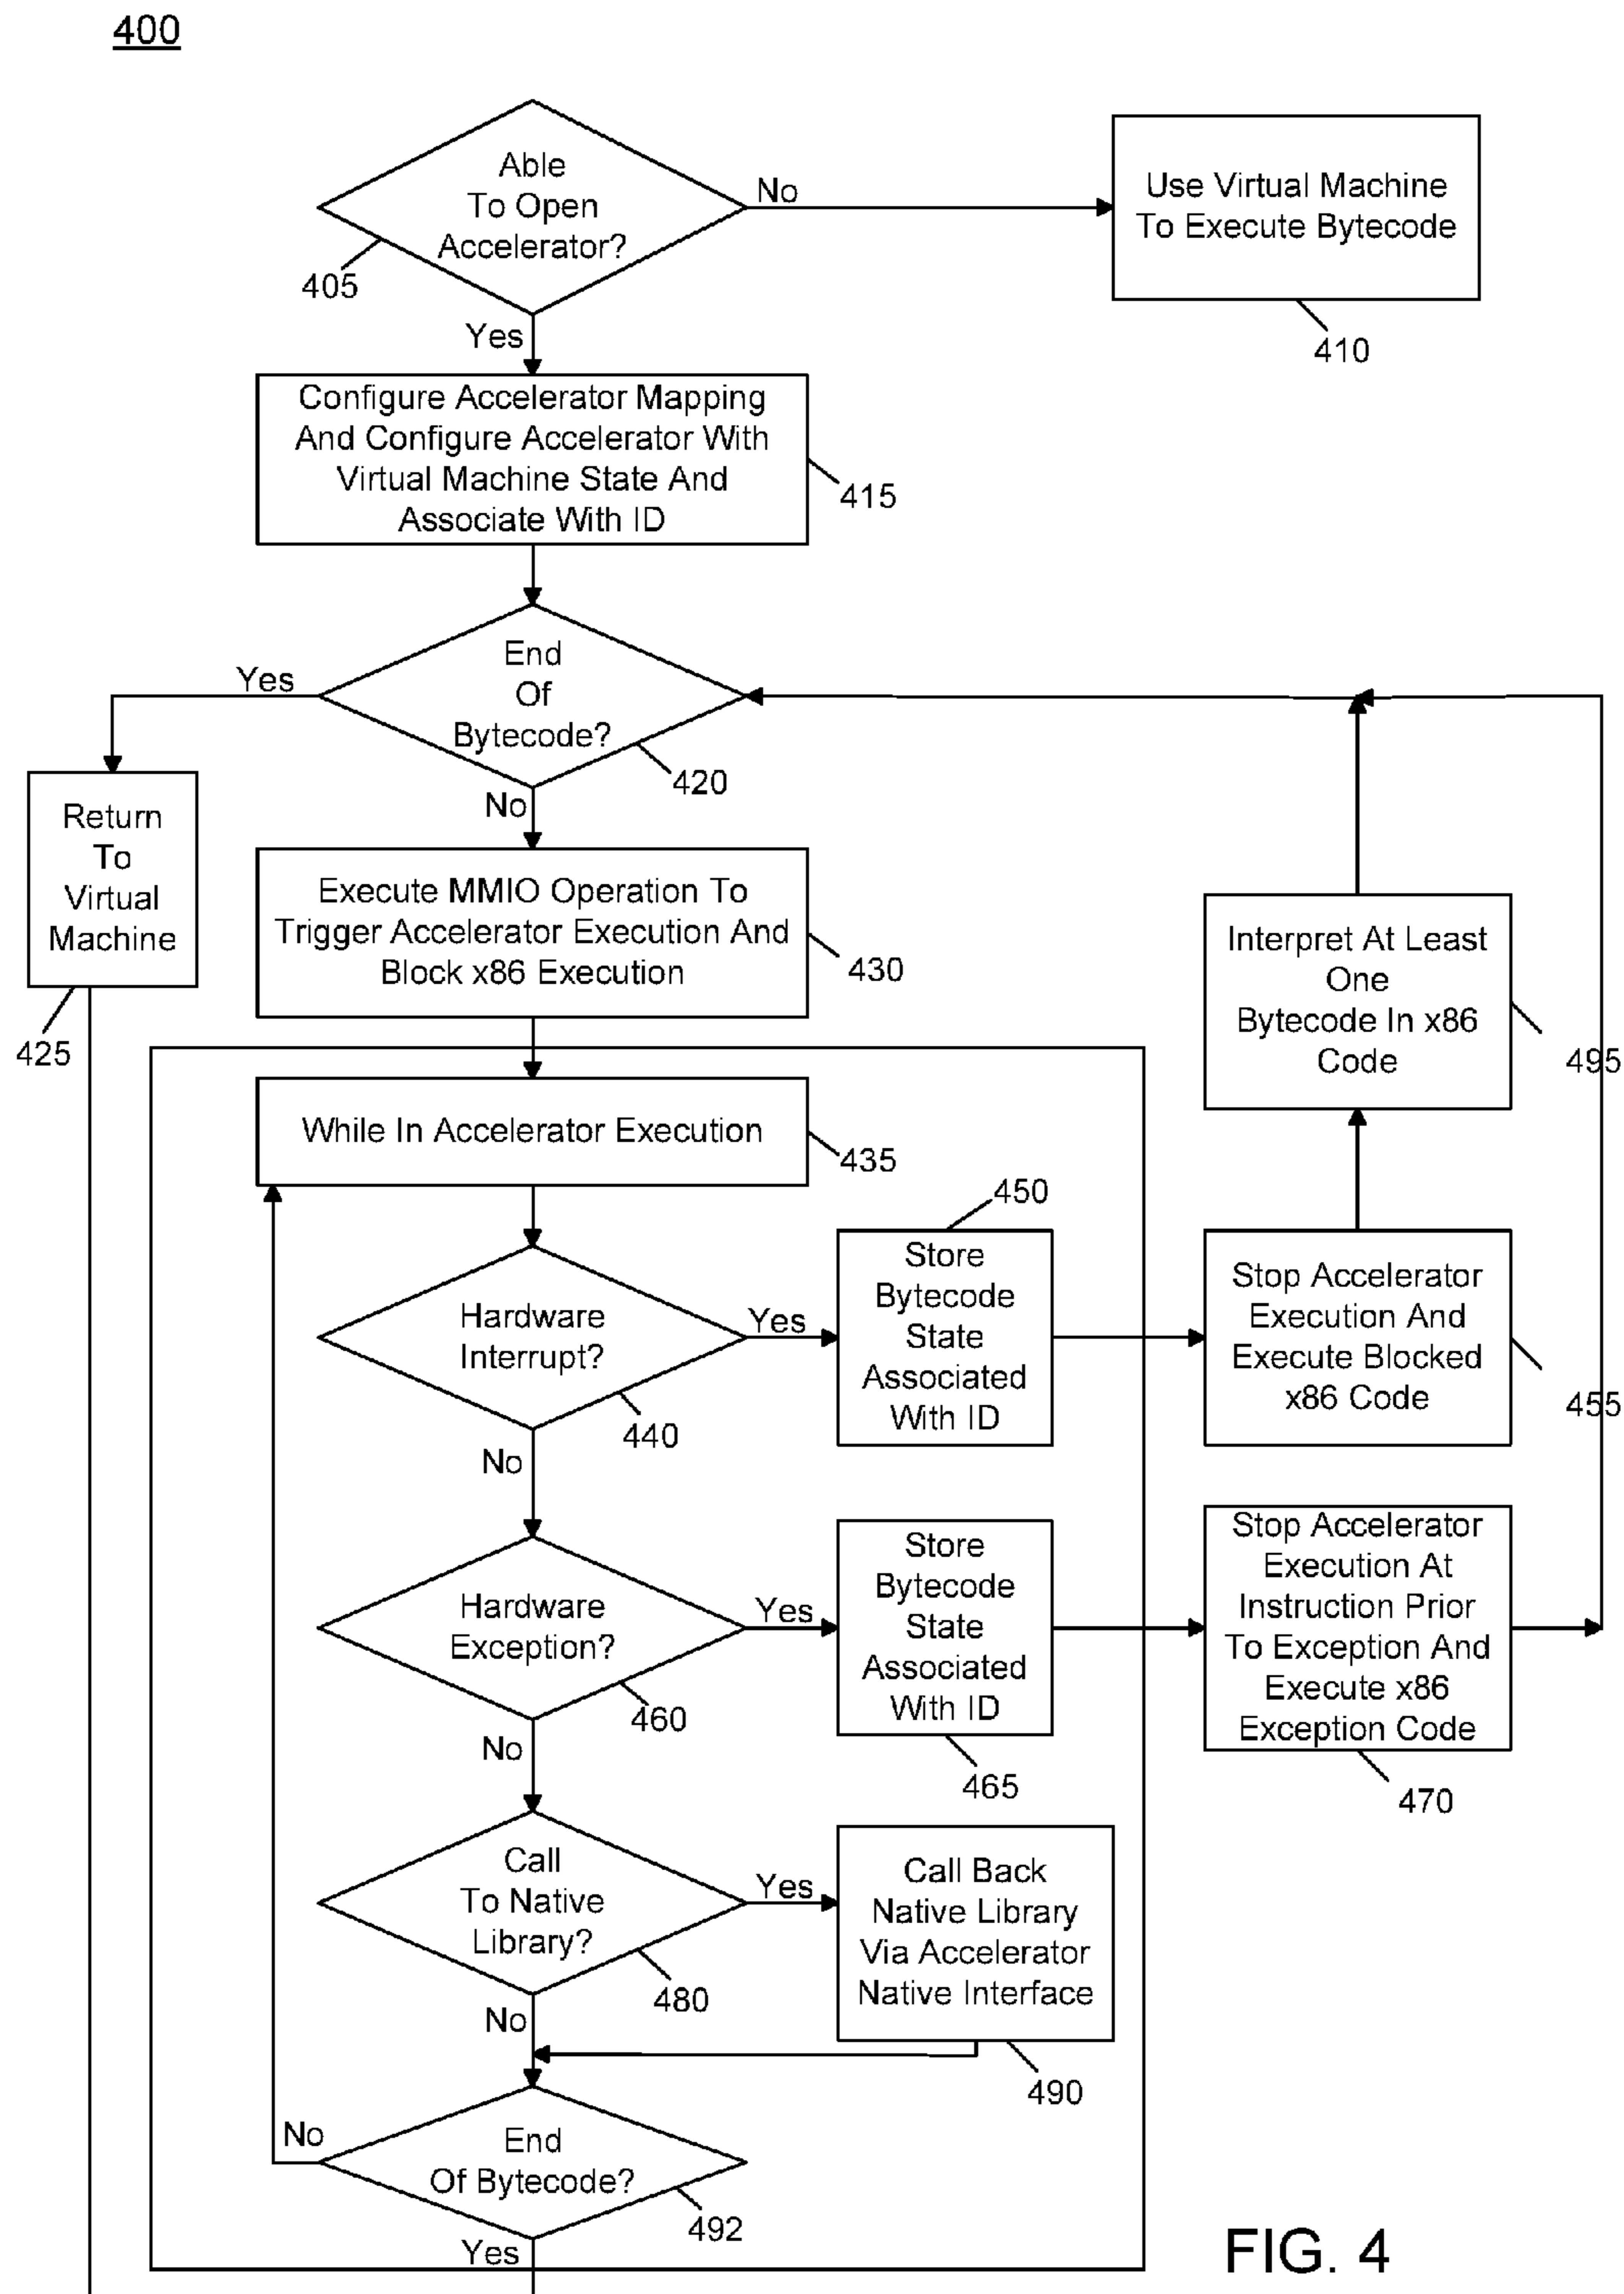 400
Able
To Open
Accelerator?
No
405
Yes
Use Virtual Machine
To Execute Bytecode
410
Configure Accelerator Mapping
And Configure Accelerator With
Virtual Machine State And
Associate With ID
415
End
Of
Bytecode?
Yes
420
No
Return
To
Virtual
Machine
425
Execute MMIO Operation To
Trigger Accelerator Execution And
Block x86 Execution
430
Interpret At Least
One
Bytecode In x86
Code
495
While In Accelerator Execution
435
Hardware
Interrupt?
Yes
440
No
450
Store
Bytecode
State
Associated
With ID
Stop Accelerator
Execution And
Execute Blocked
x86 Code
455
Hardware
Exception?
Yes
460
No
Store
Bytecode
State
Associated
With ID
465
Stop Accelerator
Execution At
Instruction Prior
To Exception And
Execute x86
Exception Code
470
Call
To Native
Library?
Yes
480
No
Call Back
Native Library
Via Accelerator
Native Interface
490
End
Of Bytecode?
No
492
Yes
FIG. 4